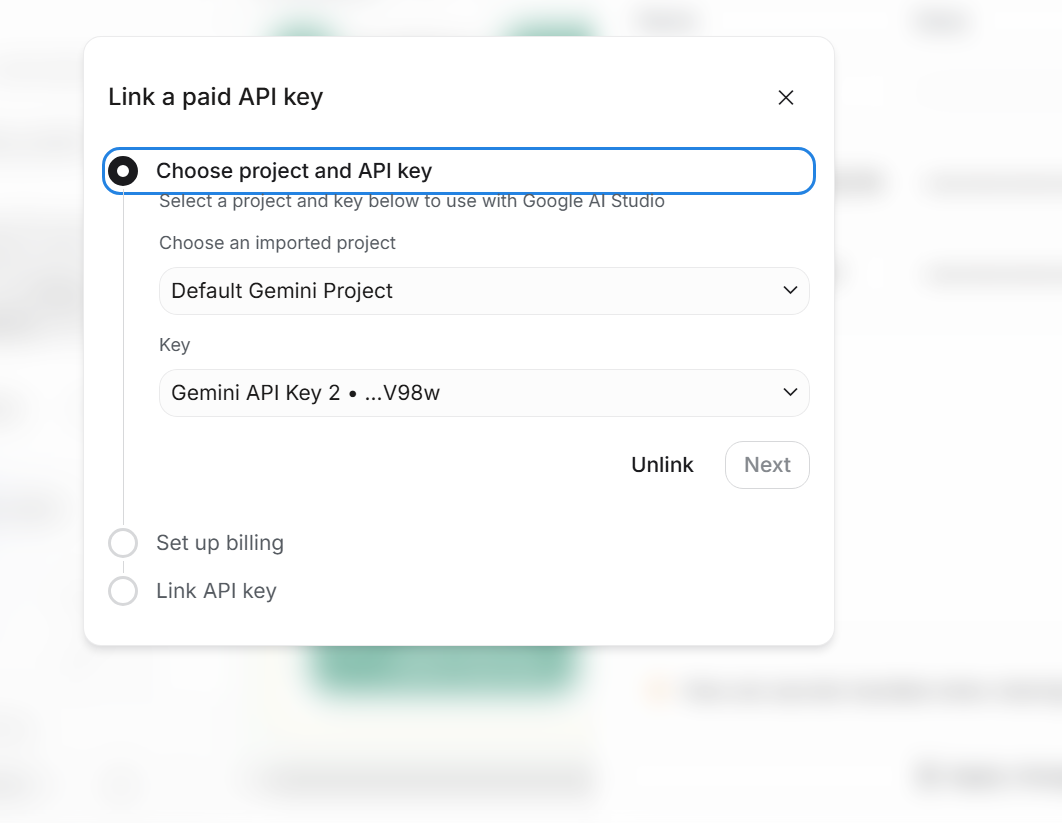 Link a paid API key
Choose project and API key
Select a project and key below to use with Google AI Studio
Choose an imported project
Default Gemini Project
Key
Gemini API Key 2 • ...V98w
Unlink
Next
Set up billing
Link API key